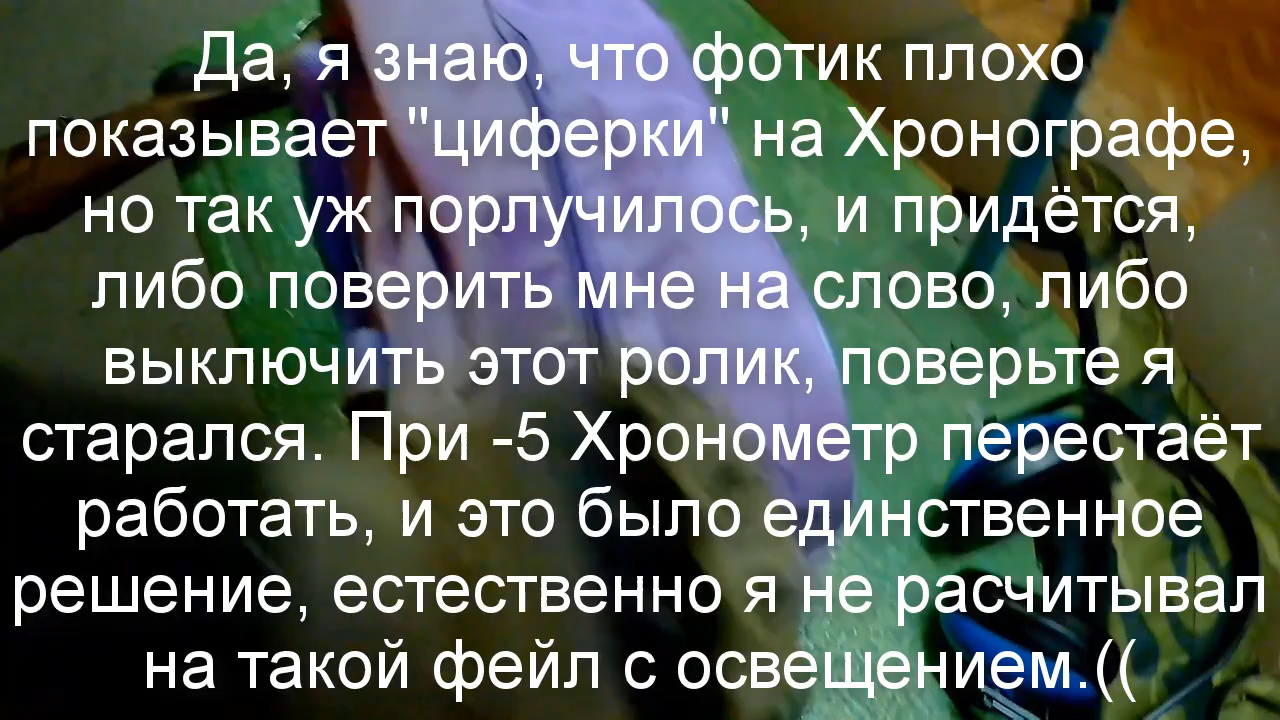 Да, я знаю, что фотик плохо
показывает "циферки" на Хронографе,
но так уж порлучилось, и придётся,
либо поверить мне на слово, либо
выключить этот ролик, поверьте я
старался. При -5 Хронометр перестаёт
работать, и это было единственное
решение, естественно я не расчитывал
на такой фейл с освещением.((